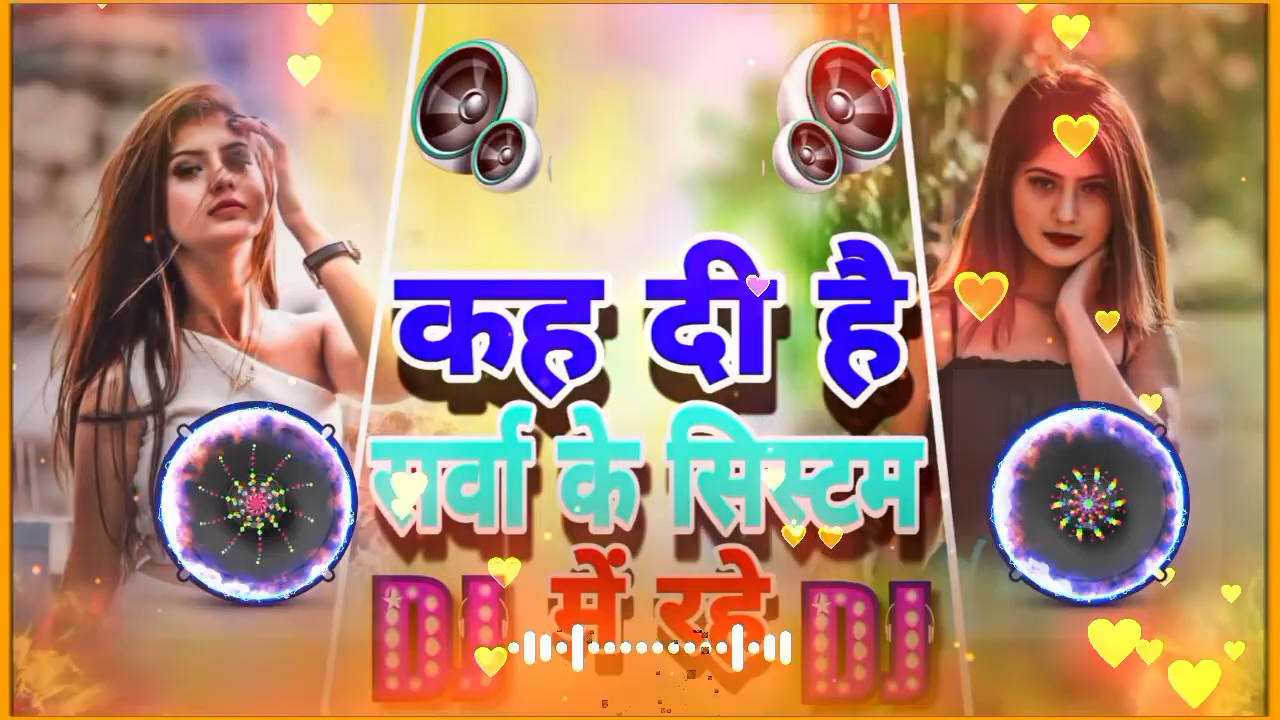 कह दी है
सर्वा के सिस्टम
DJ में रहे DJ